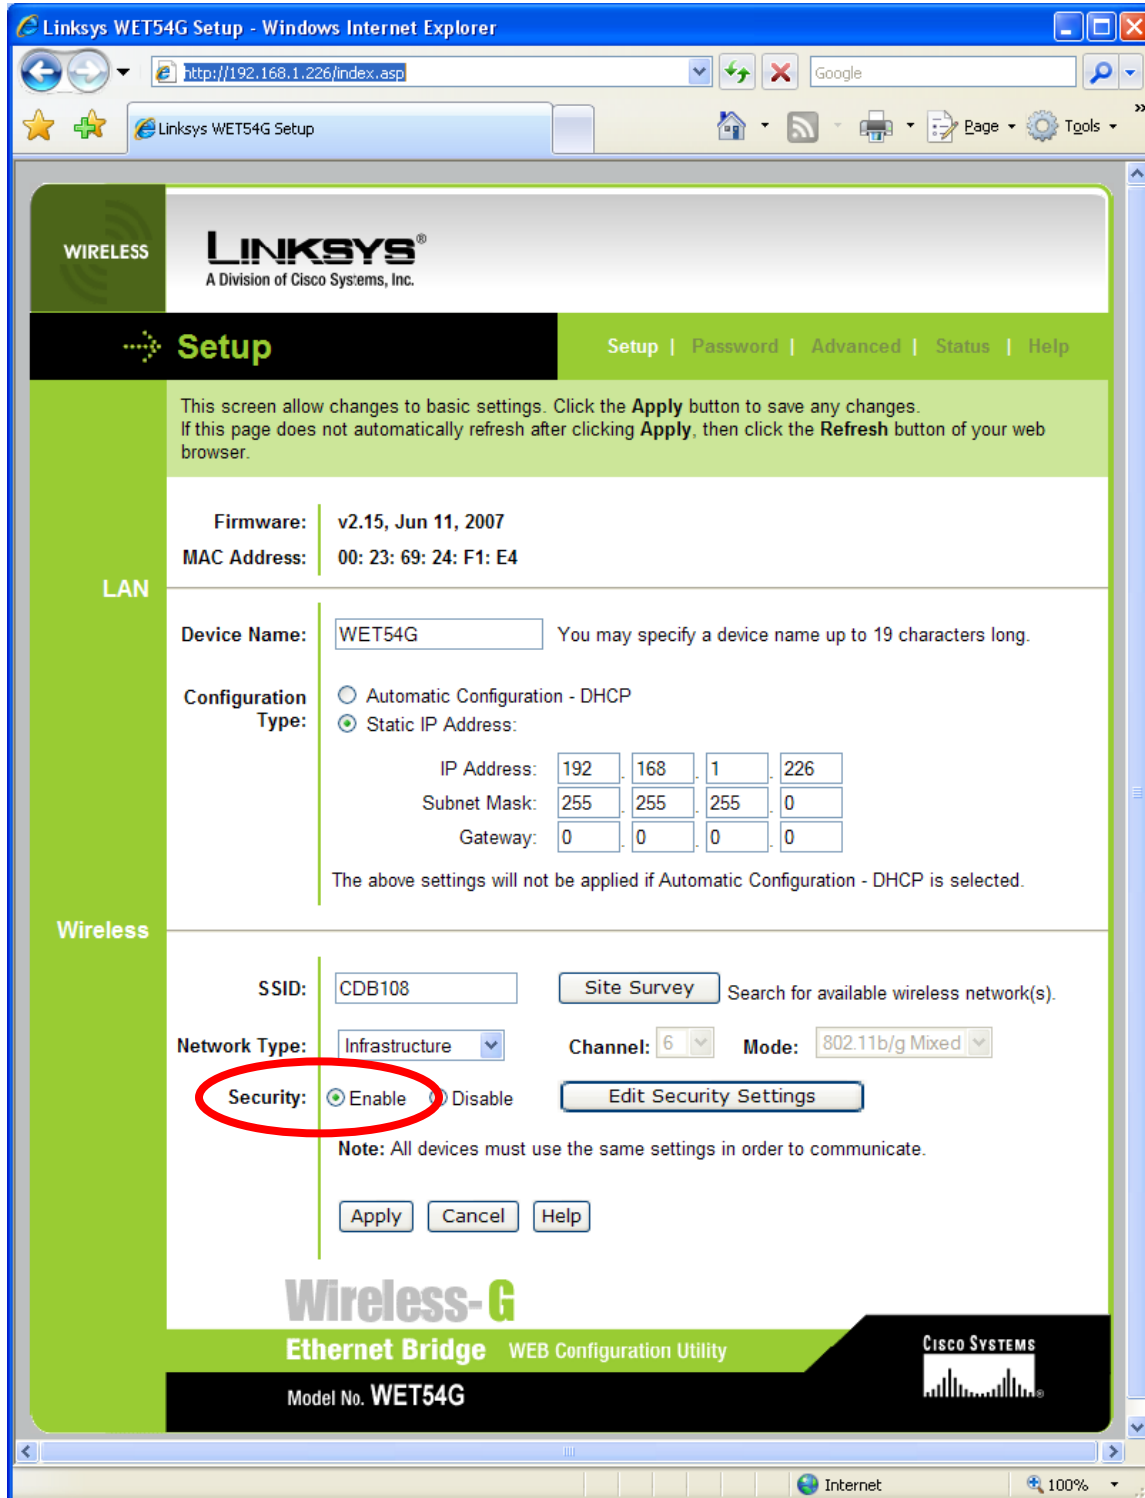 Linksys WET54G Setup - Windows Internet Explorer
http://192.168.1.226/index.asp
Google
Linksys WET54G Setup
Page
Tools
»
WIRELESS
LINKSYS®
A Division of Cisco Systems, Inc.
Setup
Setup | Password | Advanced | Status | Help
This screen allow changes to basic settings. Click the Apply button to save any changes.
If this page does not automatically refresh after clicking Apply, then click the Refresh button of your web
browser.
Firmware: v2.15, Jun 11, 2007
MAC Address: 00: 23: 69: 24: F1: E4
LAN
Device Name: WET54G You may specify a device name up to 19 characters long.
Configuration Type:
Automatic Configuration - DHCP
Static IP Address:
IP Address: 192 . 168 . 1 . 226
Subnet Mask: 255 . 255 . 255 . 0
Gateway: 0 . 0 . 0 . 0
The above settings will not be applied if Automatic Configuration - DHCP is selected.
Wireless
SSID: CDB108 Site Survey Search for available wireless network(s).
Network Type: Infrastructure Channel: 6 Mode: 802.11b/g Mixed
Security: Enable Disable Edit Security Settings
Note: All devices must use the same settings in order to communicate.
Apply Cancel Help
Wireless-G
Ethernet Bridge WEB Configuration Utility
CISCO SYSTEMS
®
Model No. WET54G
Internet 100%